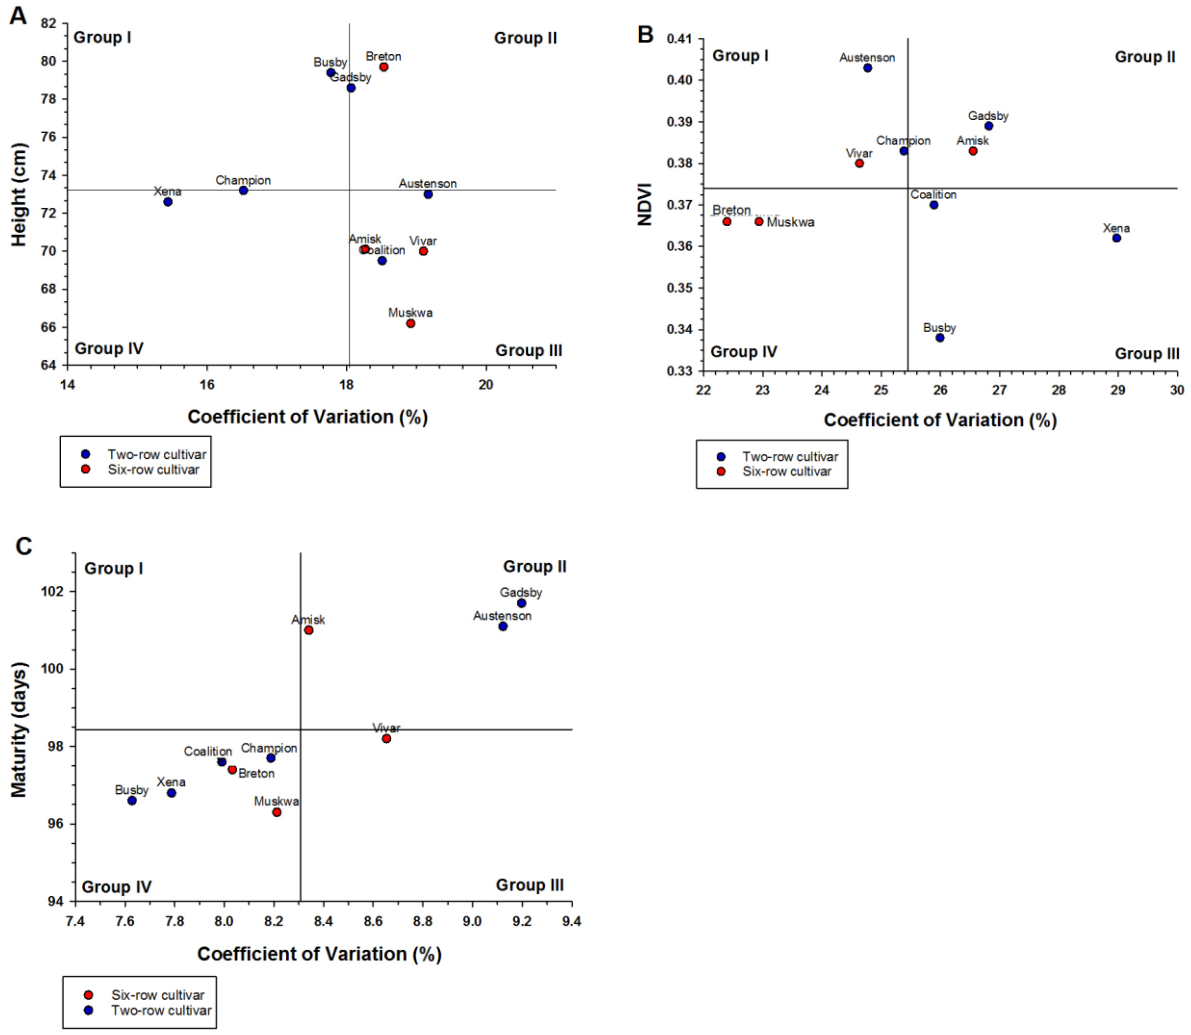 A
Group I
Group II
Busby
Breton
Gadsby
Xena
Champion
Austenson
Amisk
Coalition
Vivar
Muskwa
Group IV
Group III
82
80
78
76
74
72
70
68
66
64
14
16
18
20
Height (cm)
Coefficient of Variation (%)
Two-row cultivar
Six-row cultivar
B
Group I
Group II
Austenson
Gadsby
Champion
Amisk
Vivar
Coalition
Breton
Muskwa
Xena
Busby
Group IV
Group III
0.41
0.40
0.39
0.38
0.37
0.36
0.35
0.34
0.33
22
23
24
25
26
27
28
29
30
NDVI
Coefficient of Variation (%)
Two-row cultivar
Six-row cultivar
C
Group I
Group II
Gadsby
Austenson
Amisk
Vivar
Coalition
Champion
Breton
Xena
Busby
Muskwa
Group IV
Group III
102
100
98
96
94
7.4
7.6
7.8
8.0
8.2
8.4
8.6
8.8
9.0
9.2
9.4
Maturity (days)
Coefficient of Variation (%)
Six-row cultivar
Two-row cultivar